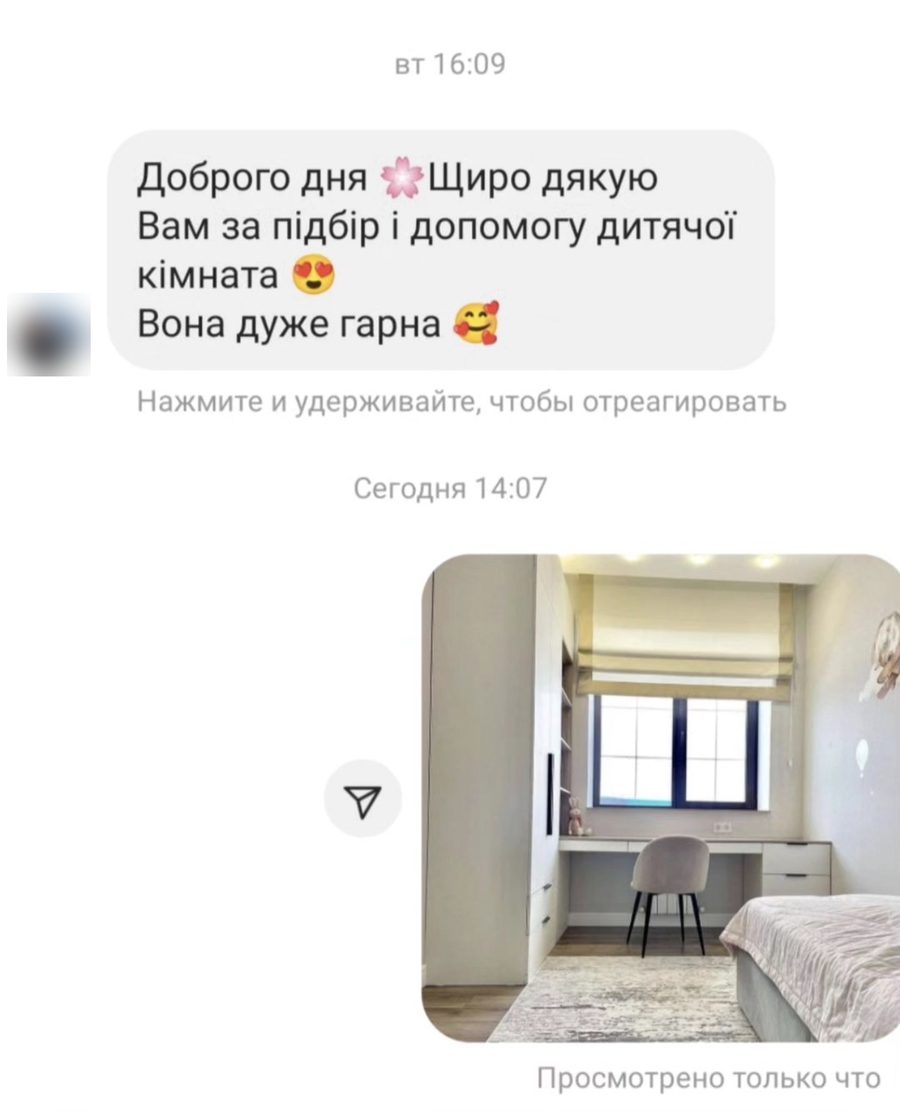 вт 16:09
Доброго дня 🌸Щиро дякую
Вам за підбір і допомогу дитячої
кімната 😍
Вона дуже гарна 🥰
Нажмите и удерживайте, чтобы отреагировать
Сегодня 14:07
Просмотрено только что